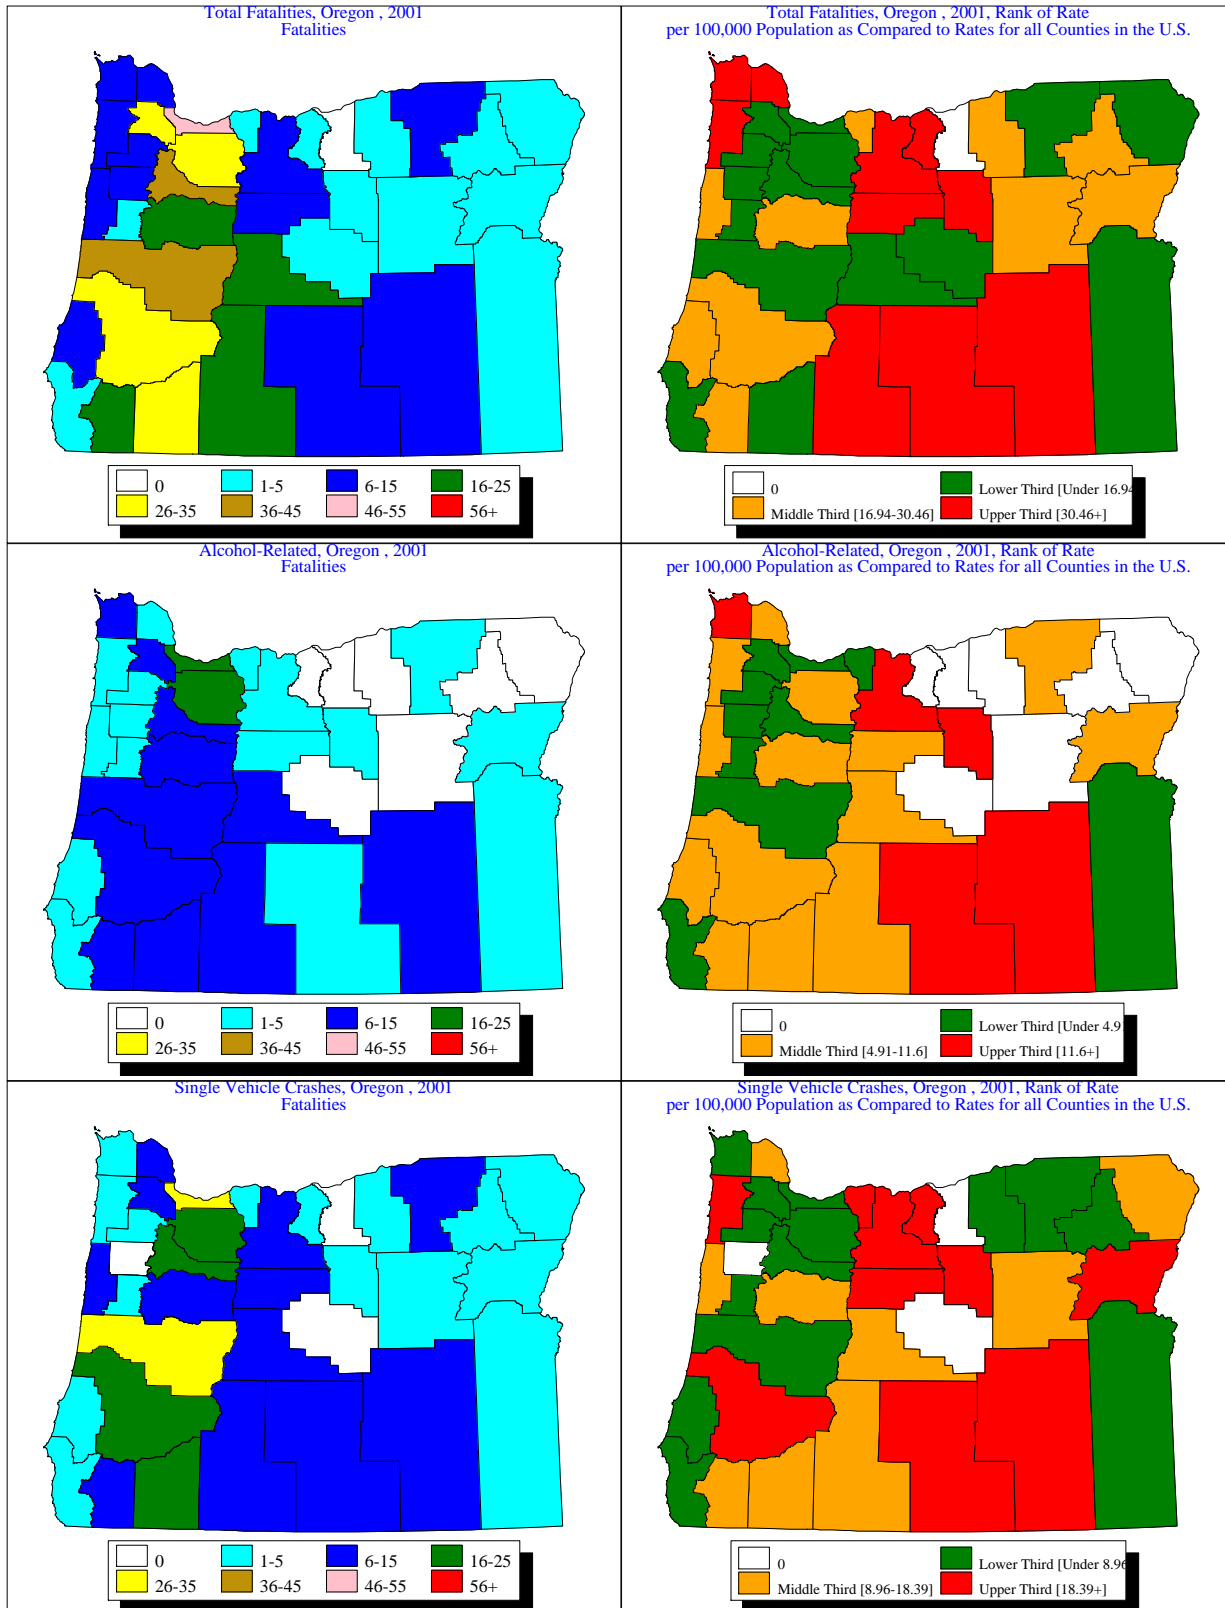 Total Fatalities, Oregon , 2001
Fatalities
0
1-5
6-15
16-25
26-35
36-45
46-55
56+
Total Fatalities, Oregon , 2001, Rank of Rate
per 100,000 Population as Compared to Rates for all Counties in the U.S.
0
Lower Third [Under 16.94
Middle Third [16.94-30.46]
Upper Third [30.46+]
Alcohol-Related, Oregon , 2001
Fatalities
0
1-5
6-15
16-25
26-35
36-45
46-55
56+
Alcohol-Related, Oregon , 2001, Rank of Rate
per 100,000 Population as Compared to Rates for all Counties in the U.S.
0
Lower Third [Under 4.91
Middle Third [4.91-11.6]
Upper Third [11.6+]
Single Vehicle Crashes, Oregon , 2001
Fatalities
0
1-5
6-15
16-25
26-35
36-45
46-55
56+
Single Vehicle Crashes, Oregon , 2001, Rank of Rate
per 100,000 Population as Compared to Rates for all Counties in the U.S.
0
Lower Third [Under 8.96
Middle Third [8.96-18.39]
Upper Third [18.39+]